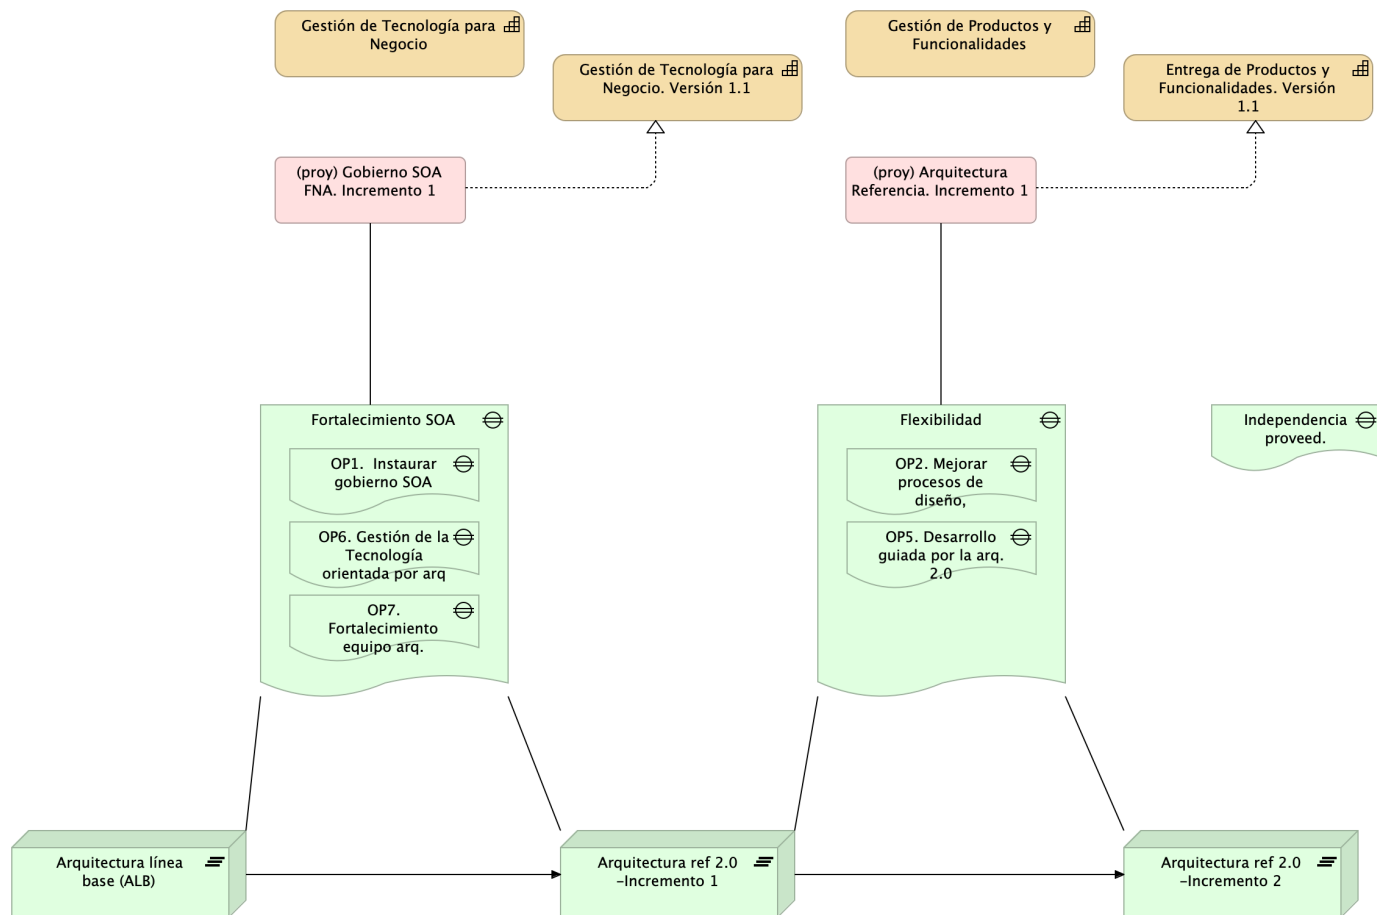 Gestión de Tecnología para
Negocio
Gestión de Tecnología para
Negocio. Versión 1.1
Gestión de Productos y
Funcionalidades
Entrega de Productos y
Funcionalidades. Versión
1.1
(proy) Gobierno SOA
FNA. Incremento 1
(proy) Arquitectura
Referencia. Incremento 1
Fortalecimiento SOA
OP1.  Instaurar
gobierno SOA
OP6. Gestión de la
Tecnología
orientada por arq
OP7.
Fortalecimiento
equipo arq.
Flexibilidad
OP2. Mejorar
procesos de
diseño,
OP5. Desarrollo
guiada por la arq.
2.0
Independencia
proveed.
Arquitectura línea
base (ALB)
Arquitectura ref 2.0
-Incremento 1
Arquitectura ref 2.0
-Incremento 2